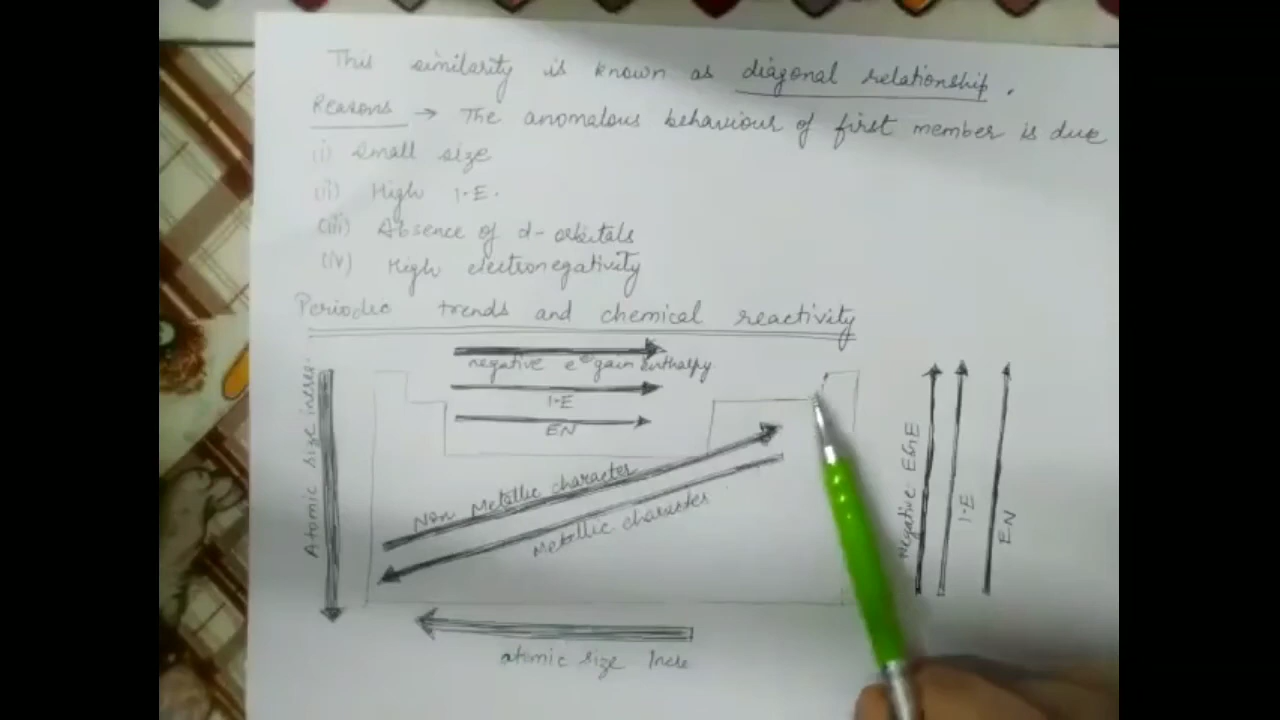 This similarity is known as diagonal relationship.
Reasons → The anomalous behaviour of first member is due
(i) Small size
(ii) High I.E.
(iii) Absence of d-orbitals
(iv) High electronegativity
Periodic trends and chemical reactivity
negative e⊖ gain enthalpy
I-E
EN
Atomic size increa
Non Metallic character
Metallic character
Negative EGE
I-E
EN
atomic size Incre